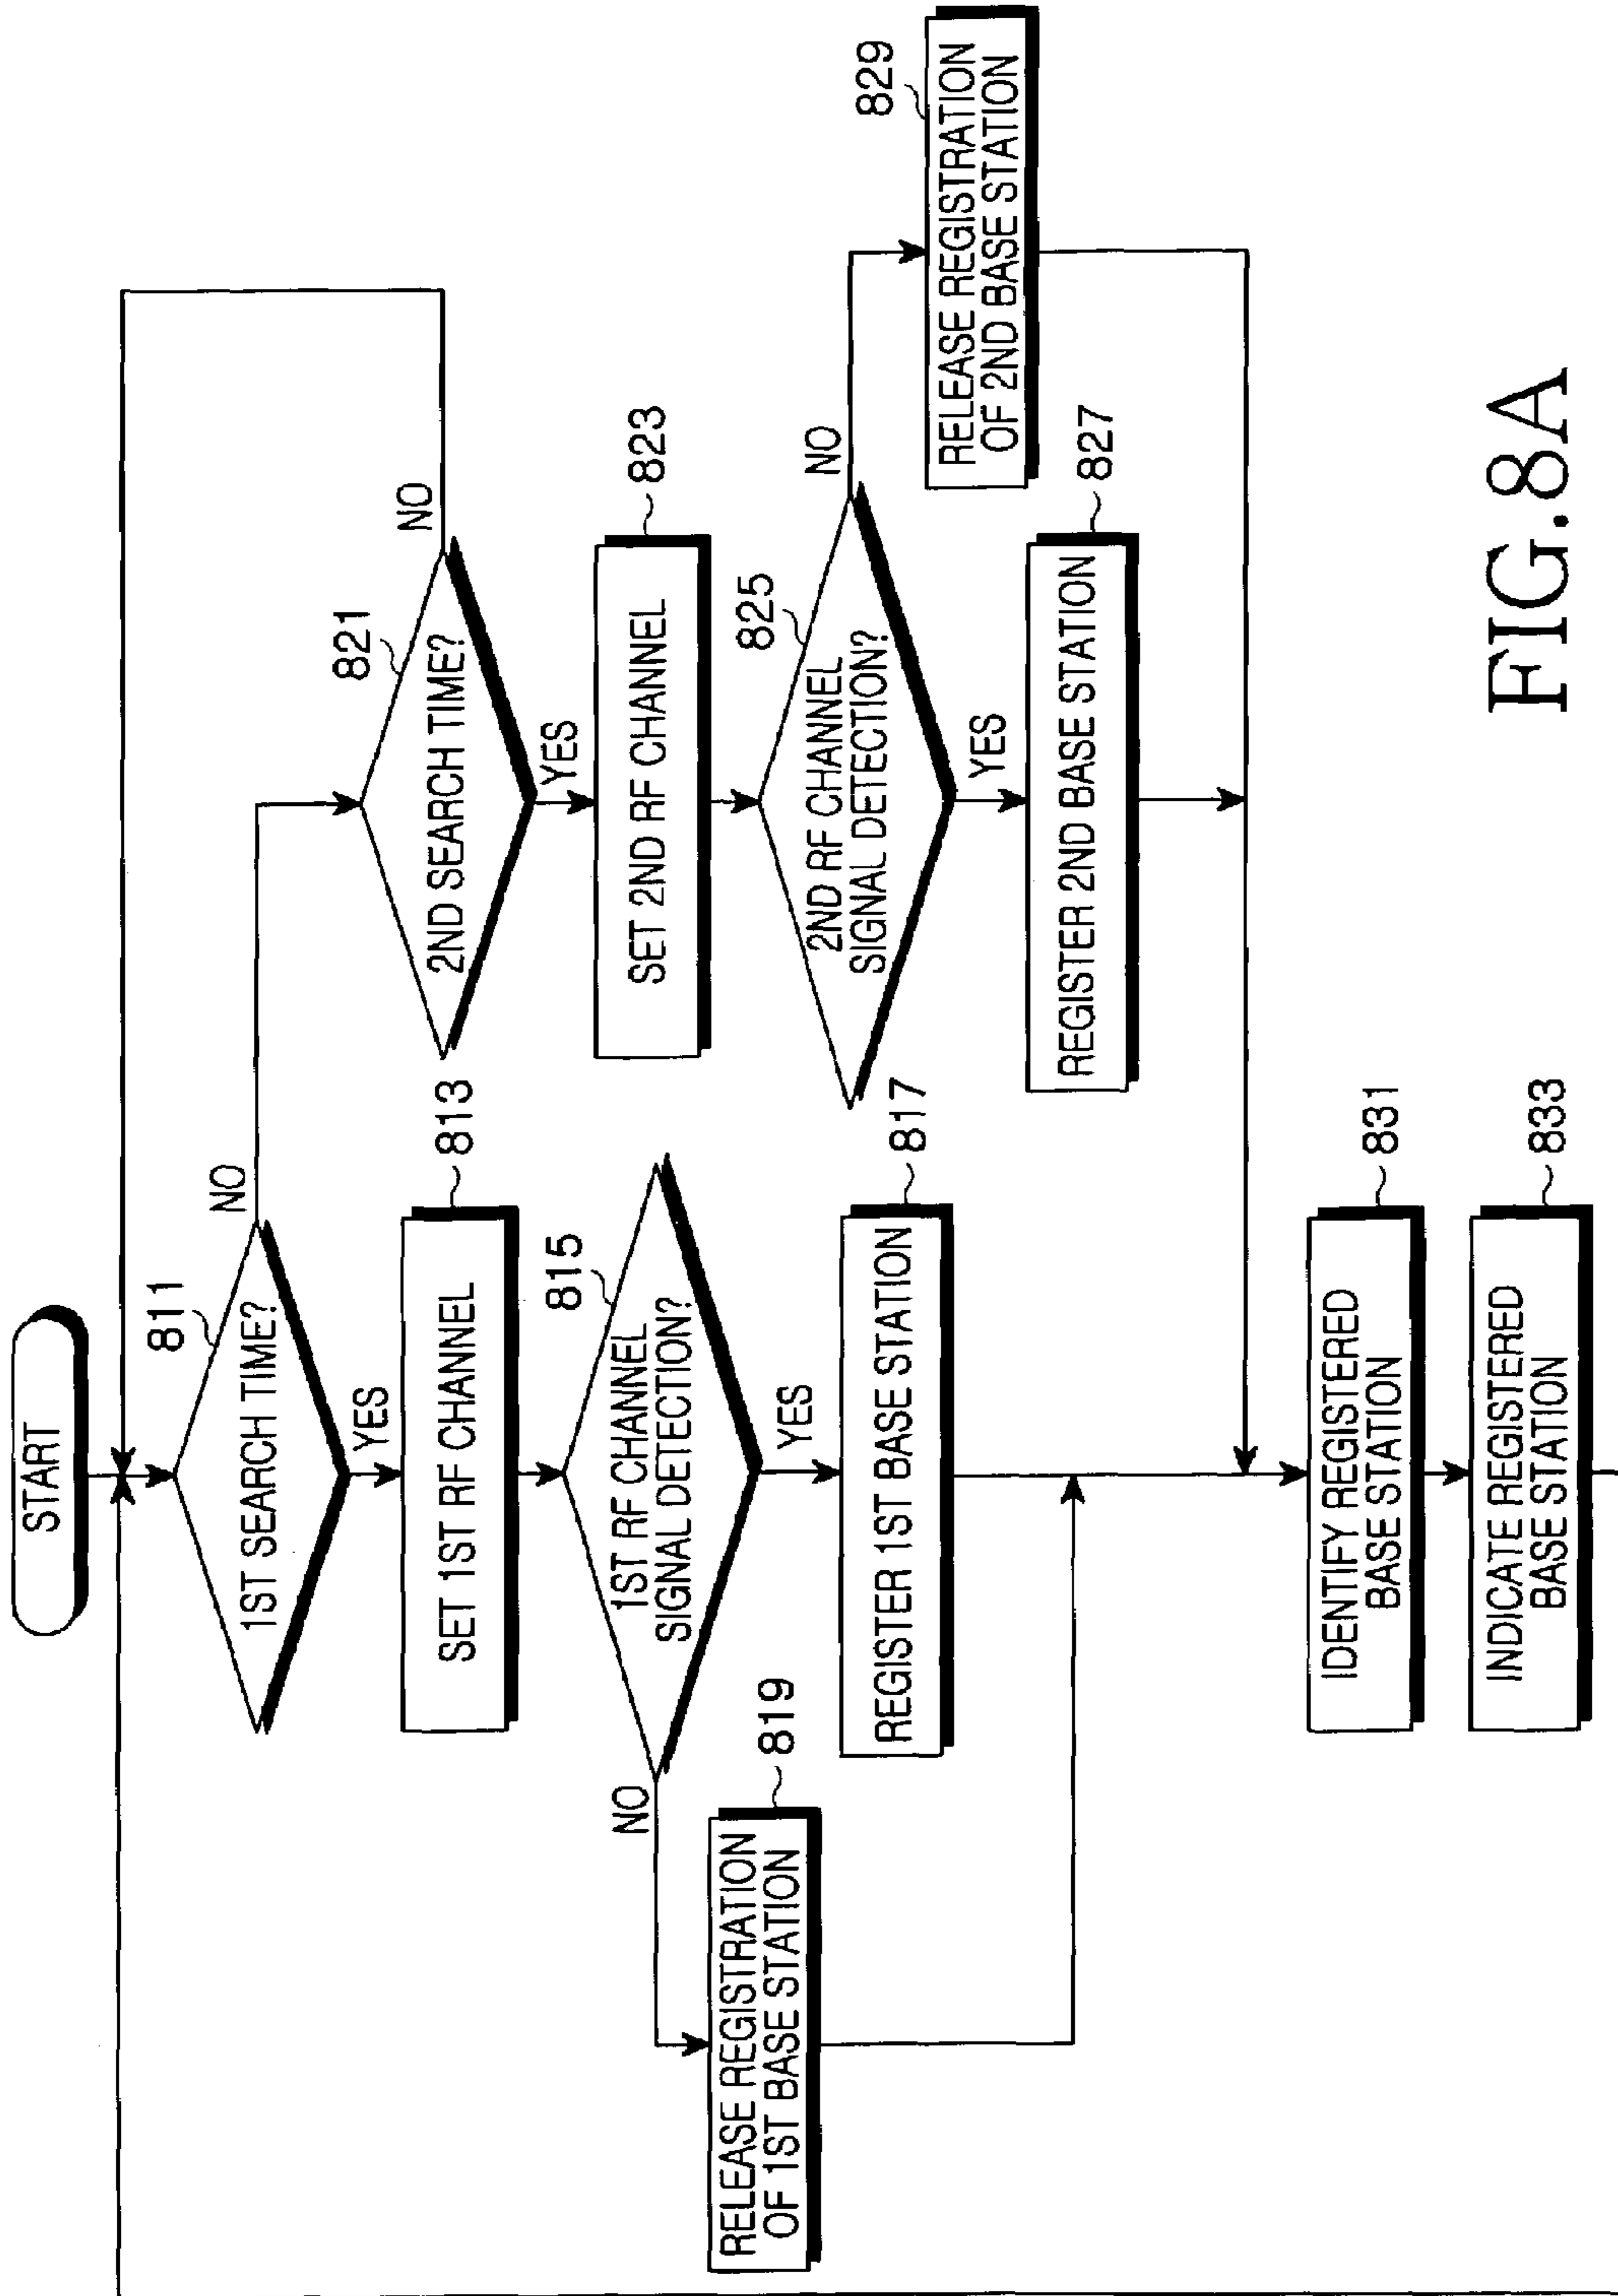 START
811
1ST SEARCH TIME?
NO
YES
813
SET 1ST RF CHANNEL
815
1ST RF CHANNEL
SIGNAL DETECTION?
NO
YES
819
RELEASE REGISTRATION
OF 1ST BASE STATION
817
REGISTER 1ST BASE STATION
821
2ND SEARCH TIME?
NO
YES
823
SET 2ND RF CHANNEL
825
2ND RF CHANNEL
SIGNAL DETECTION?
NO
YES
829
RELEASE REGISTRATION
OF 2ND BASE STATION
827
REGISTER 2ND BASE STATION
831
IDENTIFY REGISTERED
BASE STATION
833
INDICATE REGISTERED
BASE STATION
FIG.8A